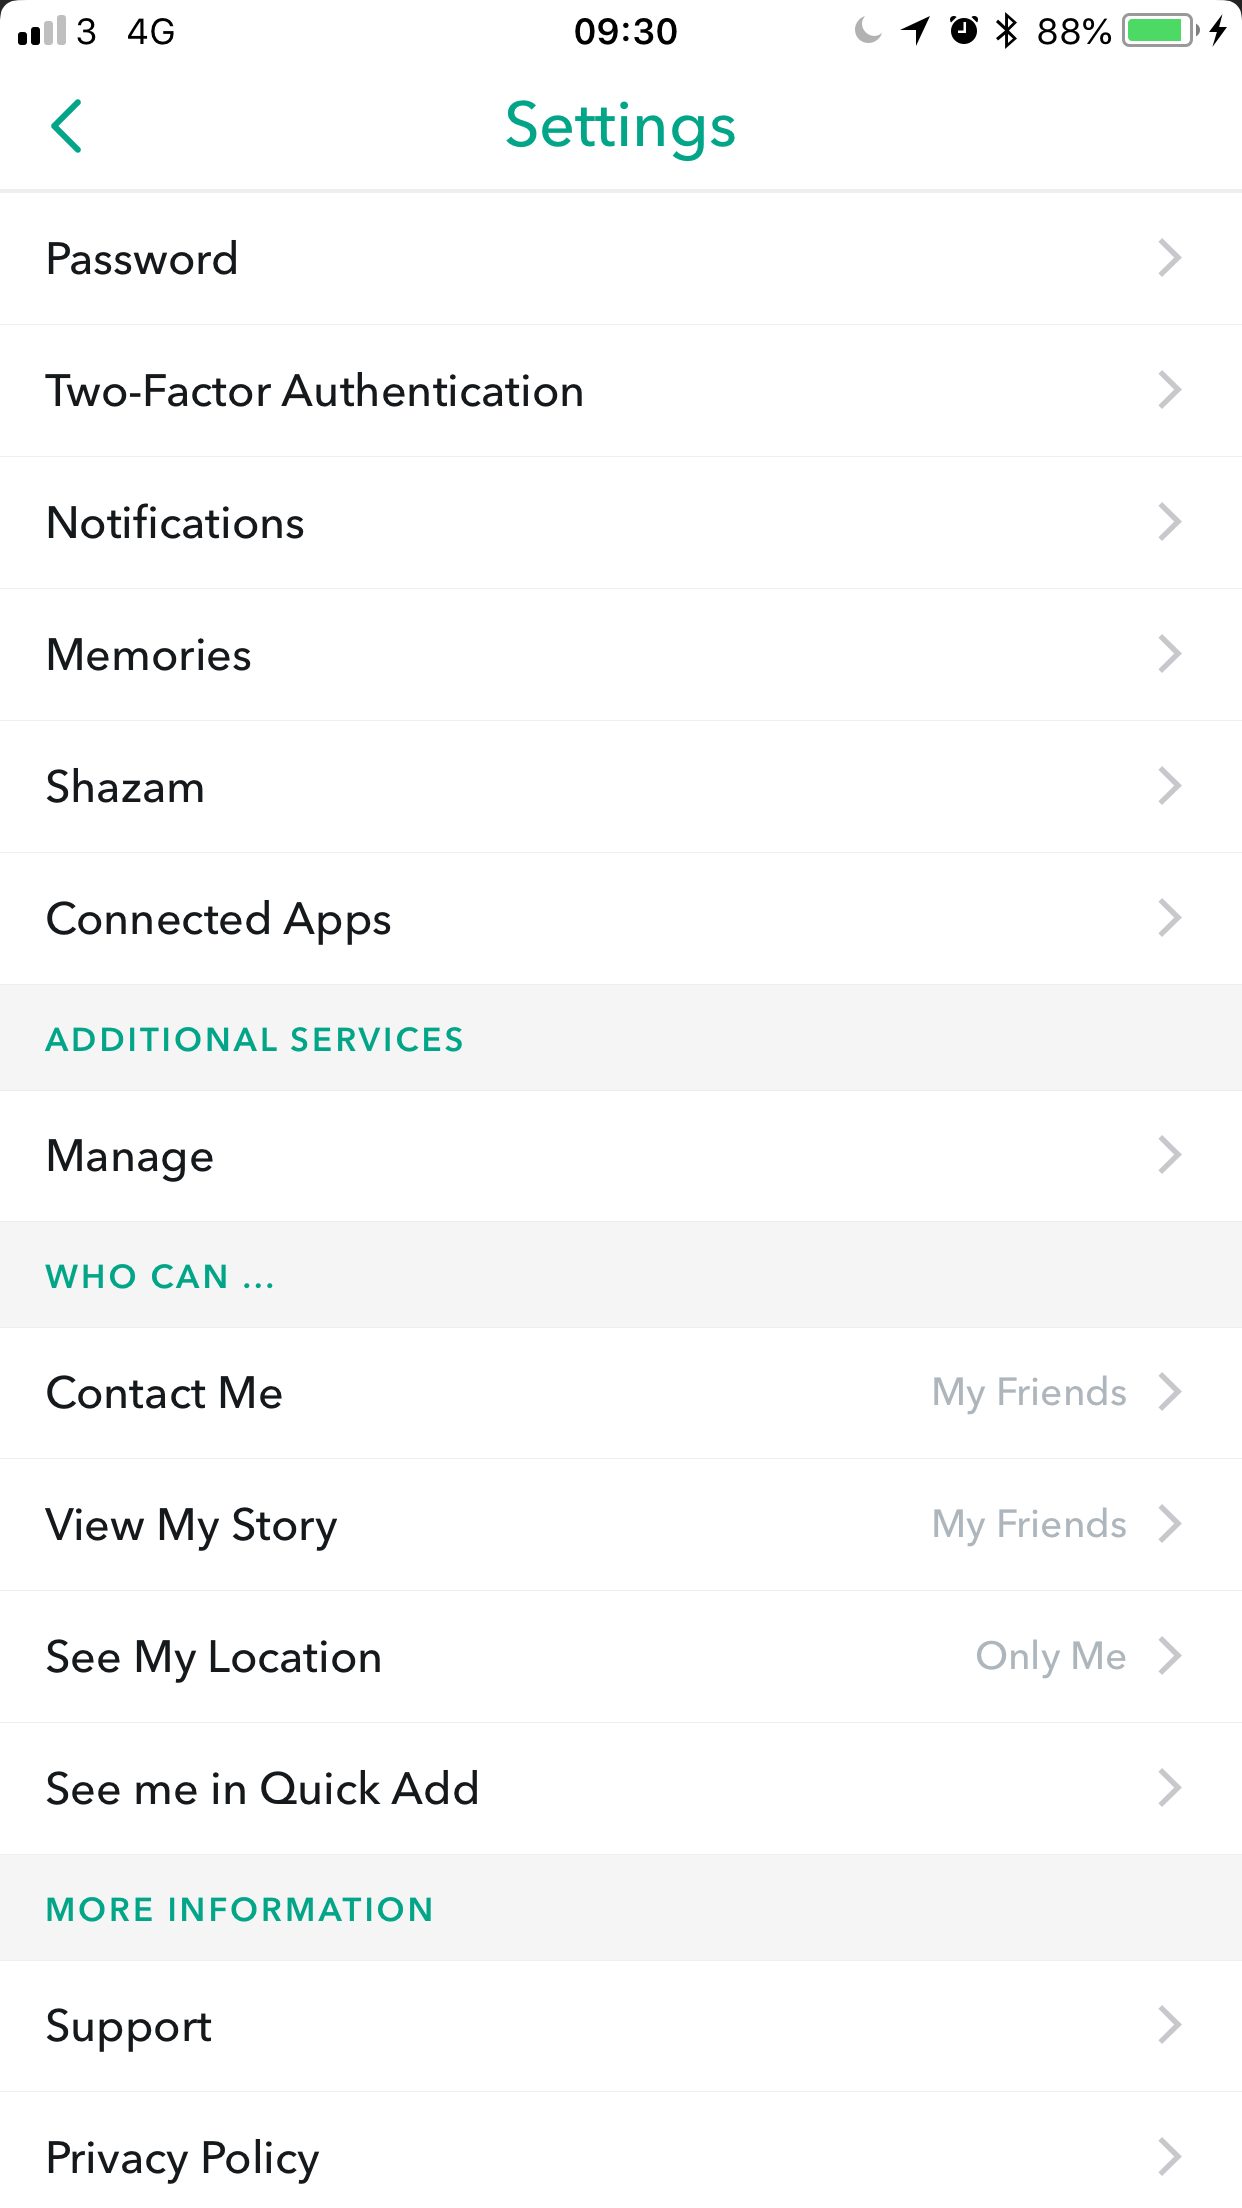 3 4G 09:30 88%
Settings
Password
Two-Factor Authentication
Notifications
Memories
Shazam
Connected Apps
ADDITIONAL SERVICES
Manage
WHO CAN ...
Contact Me My Friends
View My Story My Friends
See My Location Only Me
See me in Quick Add
MORE INFORMATION
Support
Privacy Policy